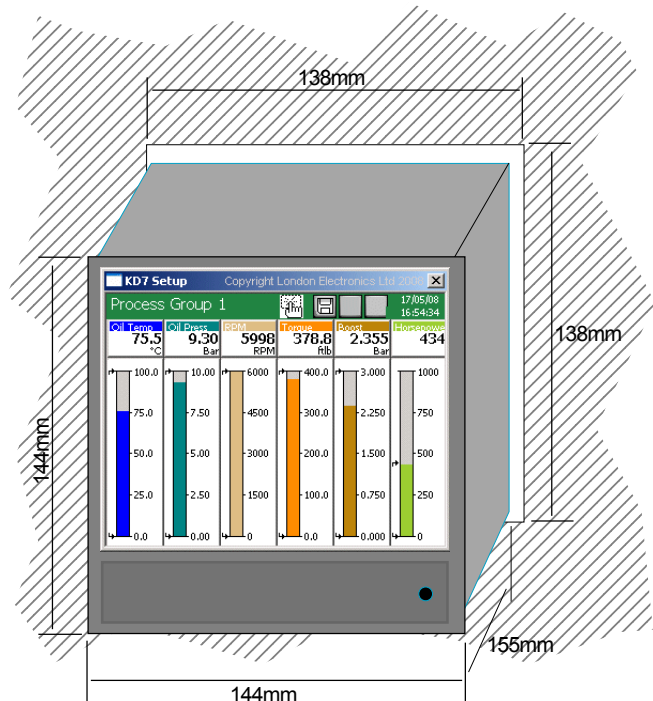 138mm
KD7 Setup Copyright London Electronics Ltd 2008
Process Group 1
17/05/08
16:54:34
Oil Temp Oil Press RPM Torque Boost Horsepowe
75.5 9.30 5998 378.8 2.355 434
°C Bar RPM ftlb Bar
100.0 10.00 6000 400.0 3.000 1000
75.0 7.50 4500 300.0 2.250 750
50.0 5.00 3000 200.0 1.500 500
25.0 2.50 1500 100.0 0.750 250
0.0 0.00 0 0.0 0.000 0
138mm
144mm
155mm
144mm